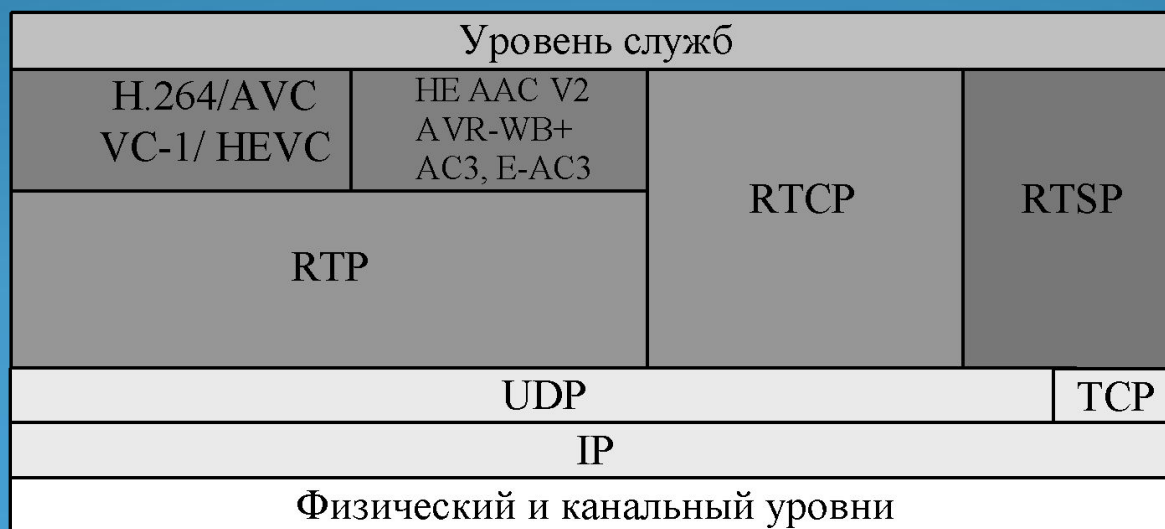 Уровень служб
H.264/AVC
VC-1/ HEVC
HE AAC V2
AVR-WB+
AC3, E-AC3
RTCP
RTSP
RTP
UDP
TCP
IP
Физический и канальный уровни